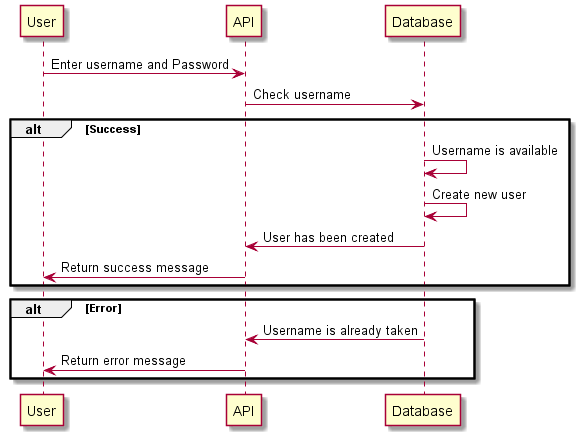 User
API
Database
Enter username and Password
Check username
alt [Success]
Username is available
Create new user
User has been created
Return success message
alt [Error]
Username is already taken
Return error message
User
API
Database